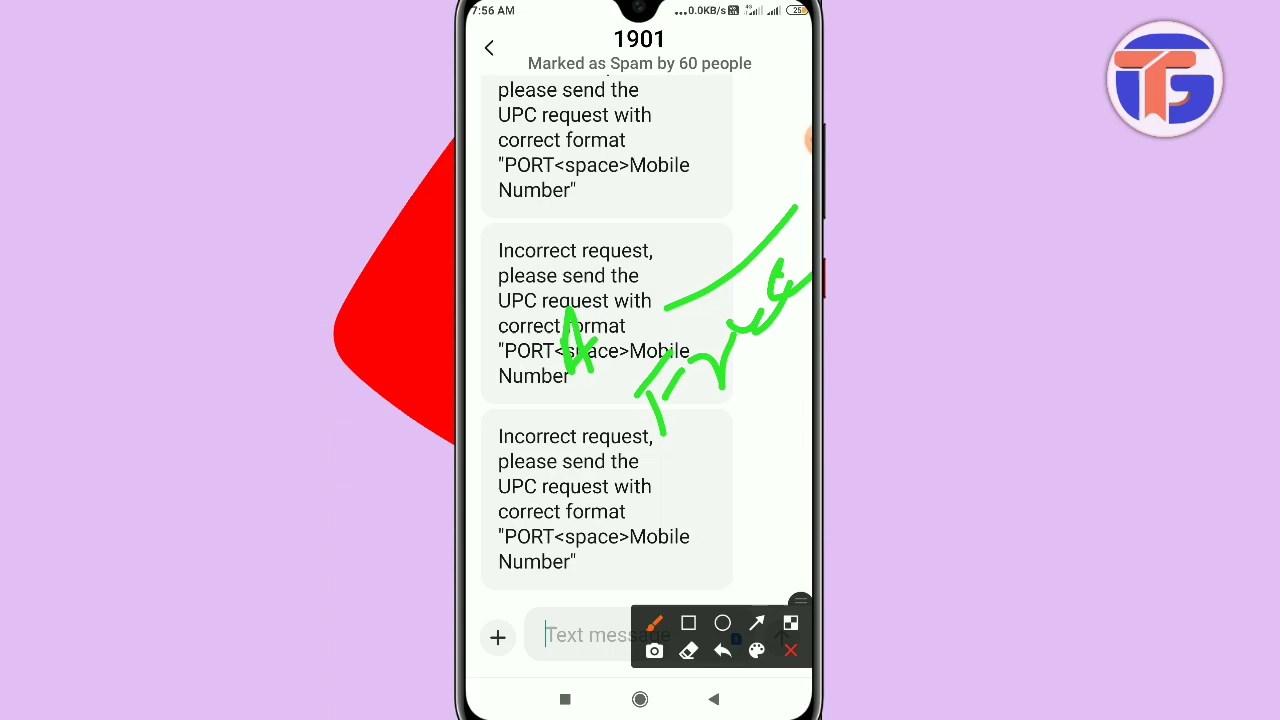 7:56 AM
...0.0KB/s
4G
25
1901
Marked as Spam by 60 people
please send the
UPC request with
correct format
"PORT<space>Mobile
Number"
Incorrect request,
please send the
UPC request with
correct format
"PORT<space>Mobile
Number"
Incorrect request,
please send the
UPC request with
correct format
"PORT<space>Mobile
Number"
Text message